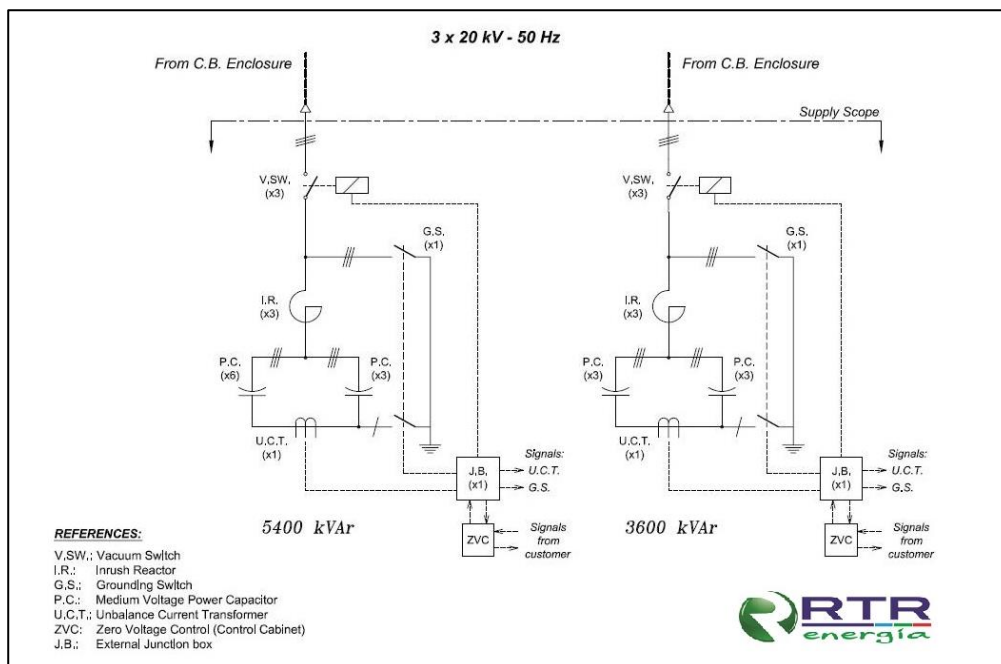 3 x 20 kV - 50 Hz
From C.B. Enclosure
From C.B. Enclosure
Supply Scope
V.SW.
(x3)
G.S.
(x1)
I.R.
(x3)
P.C.
(x6)
P.C.
(x3)
U.C.T.
(x1)
J.B.
(x1)
Signals:
U.C.T.
G.S.
ZVC
Signals
from
customer
5400 kVAr
V.SW.
(x3)
G.S.
(x1)
I.R.
(x3)
P.C.
(x3)
P.C.
(x3)
U.C.T.
(x1)
J.B.
(x1)
Signals:
U.C.T.
G.S.
ZVC
Signals
from
customer
3600 kVAr
REFERENCES:
V.SW.: Vacuum Switch
I.R.: Inrush Reactor
G.S.: Grounding Switch
P.C.: Medium Voltage Power Capacitor
U.C.T.: Unbalance Current Transformer
ZVC: Zero Voltage Control (Control Cabinet)
J.B.: External Junction box
RTR
energía